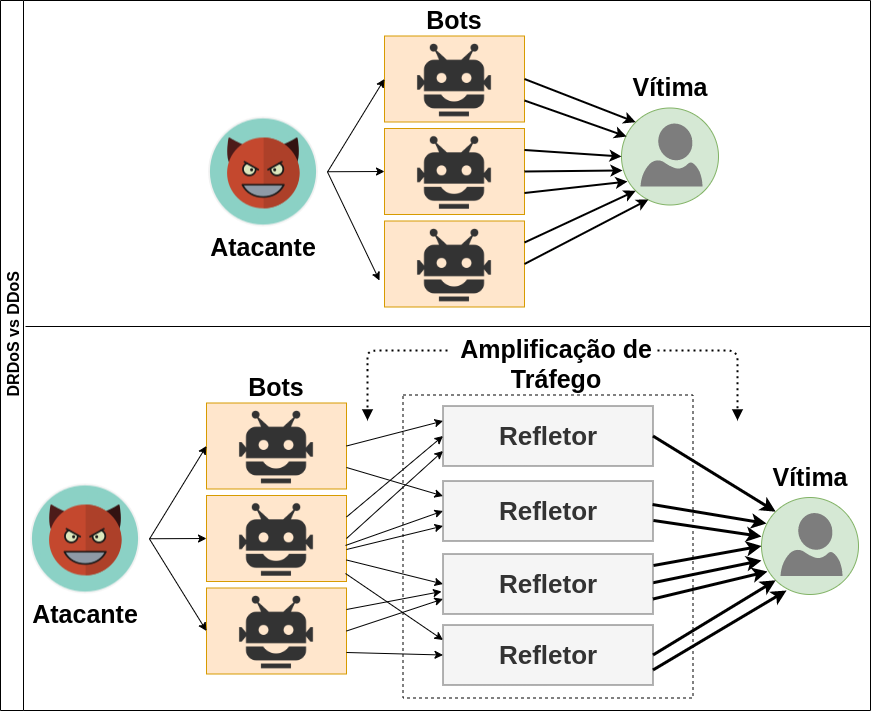 DRDoS vs DDoS
Bots
Vítima
Atacante
Amplificação de
Tráfego
Bots
Refletor
Refletor
Refletor
Refletor
Vítima
Atacante